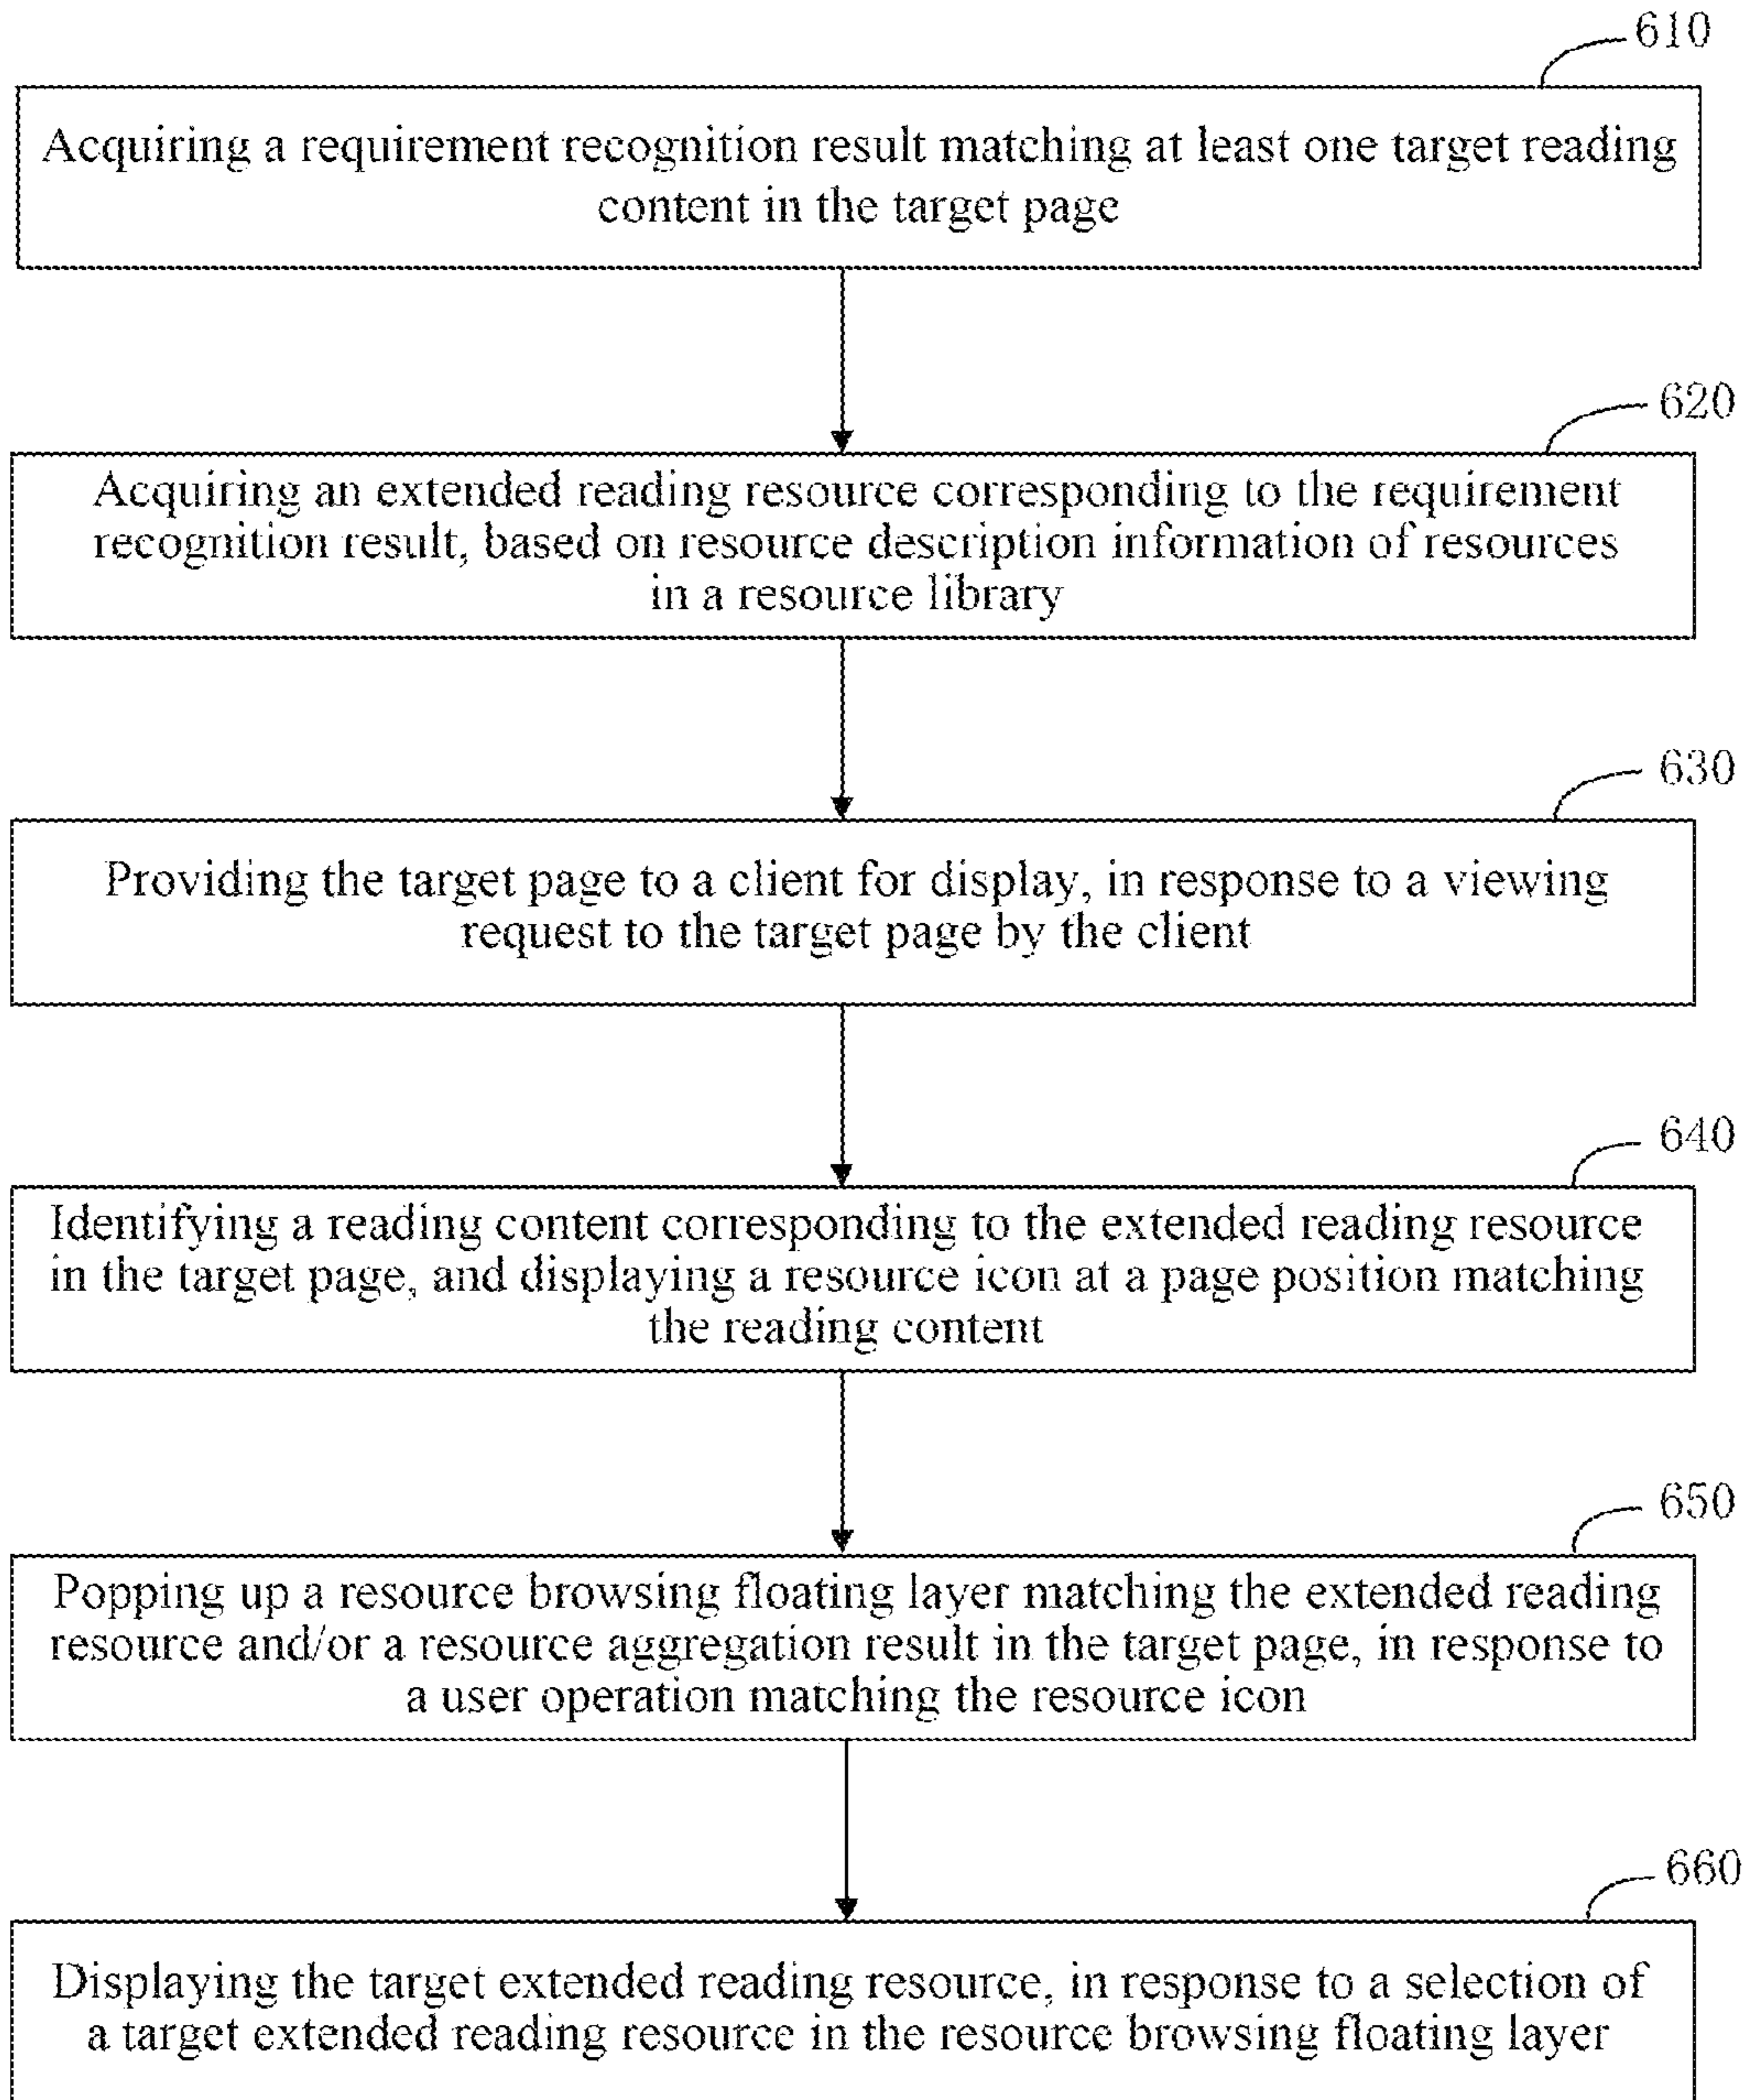 610
Acquiring a requirement recognition result matching at least one target reading
content in the target page
620
Acquiring an extended reading resource corresponding to the requirement
recognition result, based on resource description information of resources
in a resource library
630
Providing the target page to a client for display, in response to a viewing
request to the target page by the client
640
Identifying a reading content corresponding to the extended reading resource
in the target page, and displaying a resource icon at a page position matching
the reading content
650
Popping up a resource browsing floating layer matching the extended reading
resource and/or a resource aggregation result in the target page, in response to
a user operation matching the resource icon
660
Displaying the target extended reading resource, in response to a selection of
a target extended reading resource in the resource browsing floating layer